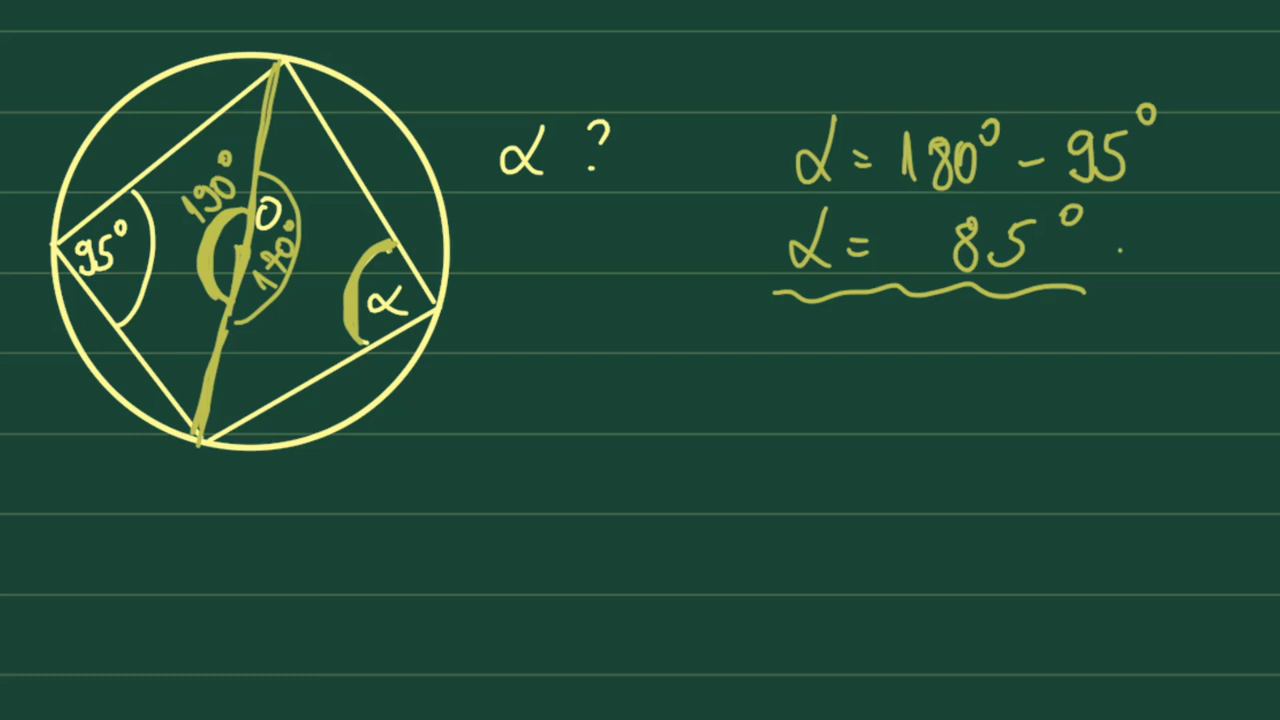 190°
O
95°
170°
α
α ?
α = 180° - 95°
α = 85°.